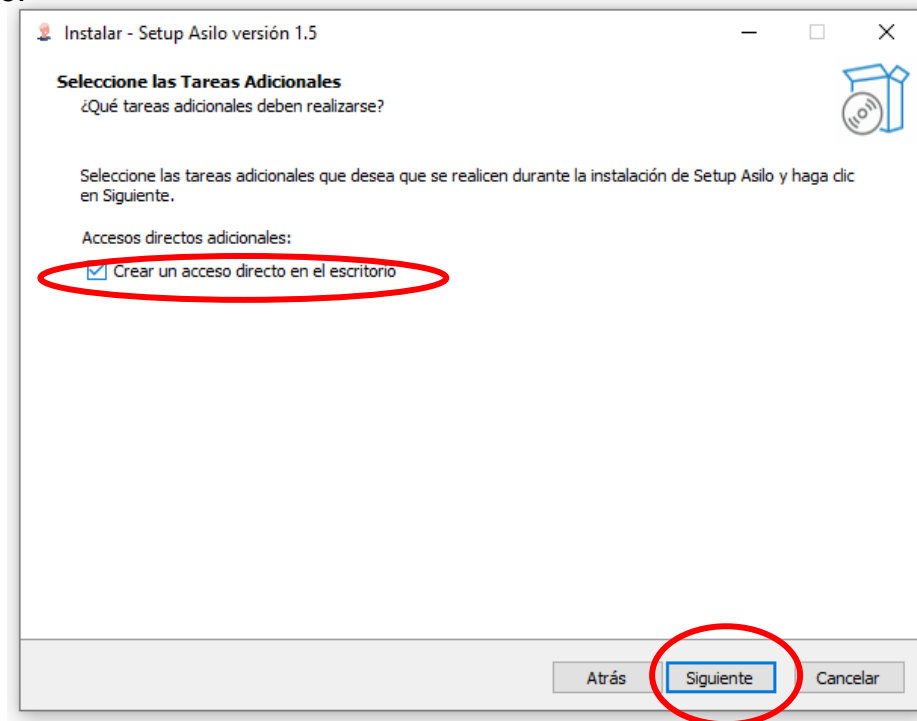 Instalar - Setup Asilo versión 1.5
Seleccione las Tareas Adicionales
¿Qué tareas adicionales deben realizarse?
Seleccione las tareas adicionales que desea que se realicen durante la instalación de Setup Asilo y haga clic
en Siguiente.
Accesos directos adicionales:
Crear un acceso directo en el escritorio
Atrás Siguiente Cancelar